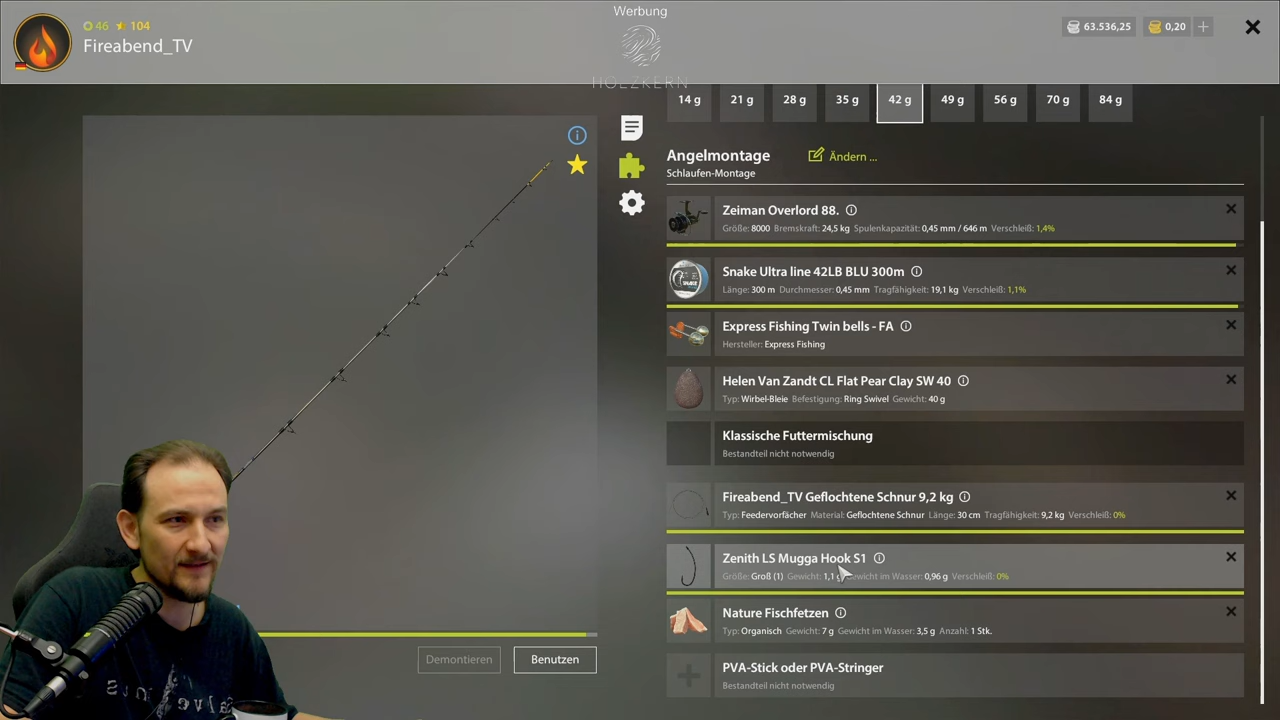 46 104
Fireabend_TV
Werbung
HOLZKERN
63.536,25
0,20
14 g 21 g 28 g 35 g 42 g 49 g 56 g 70 g 84 g
Angelmontage Ändern ...
Schlaufen-Montage
Zeiman Overlord 88.
Größe: 8000 Bremskraft: 24,5 kg Spulenkapazität: 0,45 mm / 646 m Verschleiß: 1,4%
Snake Ultra line 42LB BLU 300m
Länge: 300 m Durchmesser: 0,45 mm Tragfähigkeit: 19,1 kg Verschleiß: 1,1%
Express Fishing Twin bells - FA
Hersteller: Express Fishing
Helen Van Zandt CL Flat Pear Clay SW 40
Typ: Wirbel-Bleie Befestigung: Ring Swivel Gewicht: 40 g
Klassische Futtermischung
Bestandteil nicht notwendig
Fireabend_TV Geflochtene Schnur 9,2 kg
Typ: Feedervorfächer Material: Geflochtene Schnur Länge: 30 cm Tragfähigkeit: 9,2 kg Verschleiß: 0%
Zenith LS Mugga Hook S1
Größe: Groß (1) Gewicht: 1,1 g Gewicht im Wasser: 0,96 g Verschleiß: 0%
Nature Fischfetzen
Typ: Organisch Gewicht: 7 g Gewicht im Wasser: 3,5 g Anzahl: 1 Stk.
PVA-Stick oder PVA-Stringer
Bestandteil nicht notwendig
Demontieren Benutzen